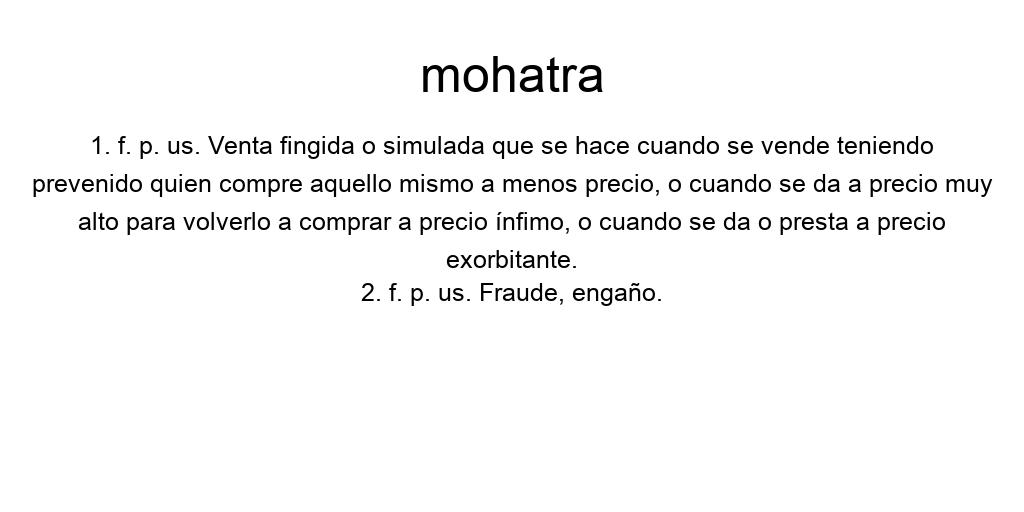 mohatra
1. f. p. us. Venta fingida o simulada que se hace cuando se vende teniendo
prevenido quien compre aquello mismo a menos precio, o cuando se da a precio muy
alto para volverlo a comprar a precio ínfimo, o cuando se da o presta a precio
exorbitante.
2. f. p. us. Fraude, engaño.